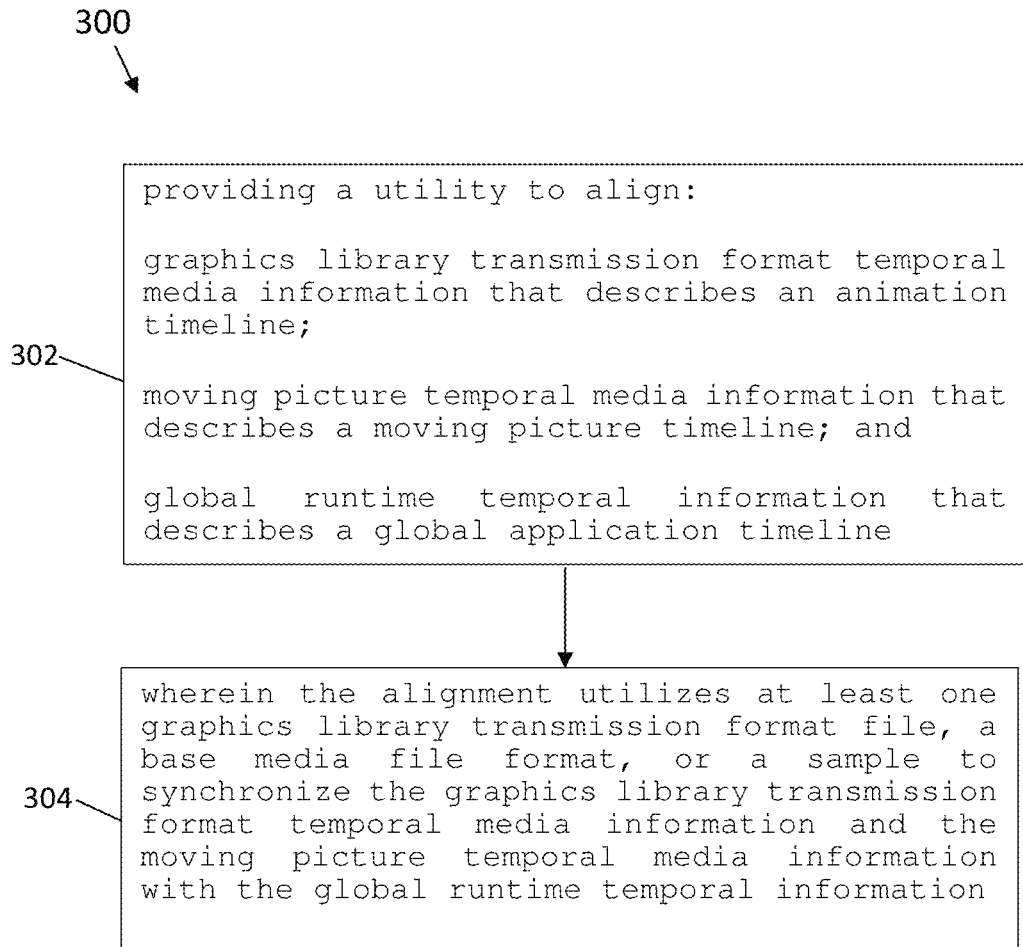 300
providing a utility to align:
graphics library transmission format temporal
media information that describes an animation
timeline;
302
moving picture temporal media information that
describes a moving picture timeline; and
global runtime temporal information that
describes a global application timeline
wherein the alignment utilizes at least one
graphics library transmission format file, a
base media file format, or a sample to
304
synchronize the graphics library transmission
format temporal media information and the
moving picture temporal media information
with the global runtime temporal information